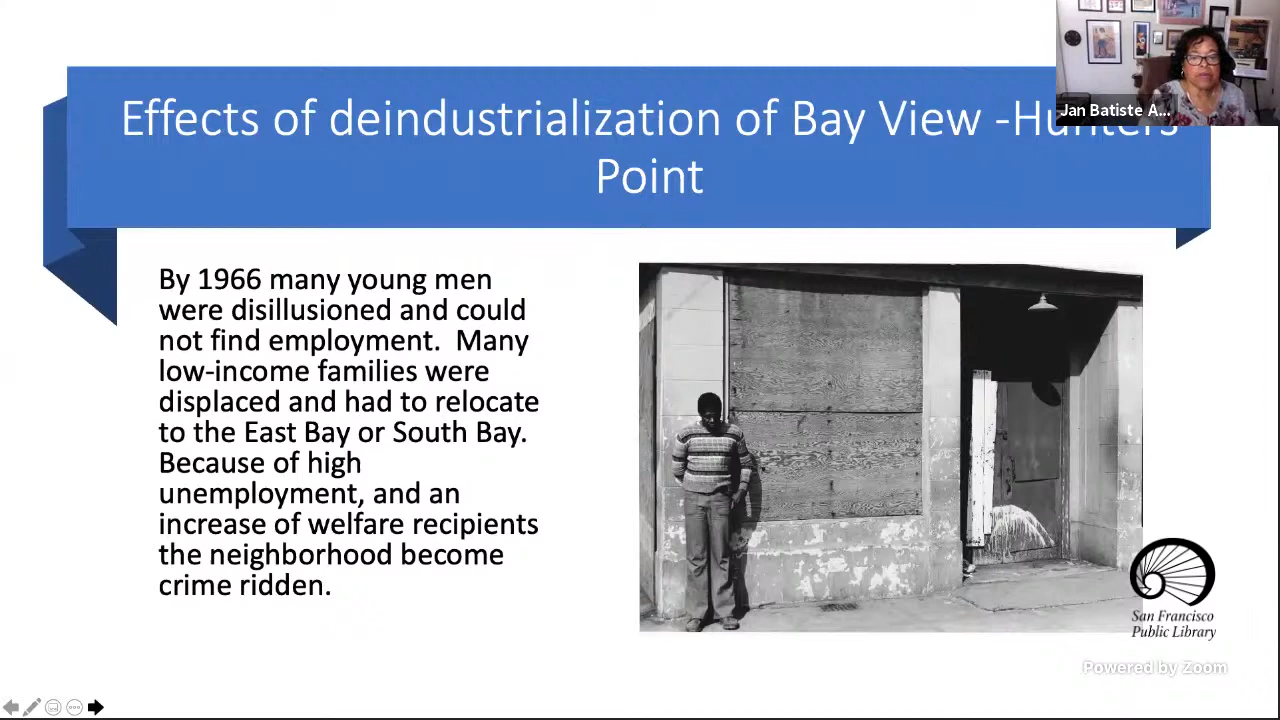 Effects of deindustrialization of Bay View -Hunters
Point
Jan Batiste A...
By 1966 many young men
were disillusioned and could
not find employment.  Many
low-income families were
displaced and had to relocate
to the East Bay or South Bay.
Because of high
unemployment, and an
increase of welfare recipients
the neighborhood become
crime ridden.
San Francisco
Public Library
Powered by Zoom